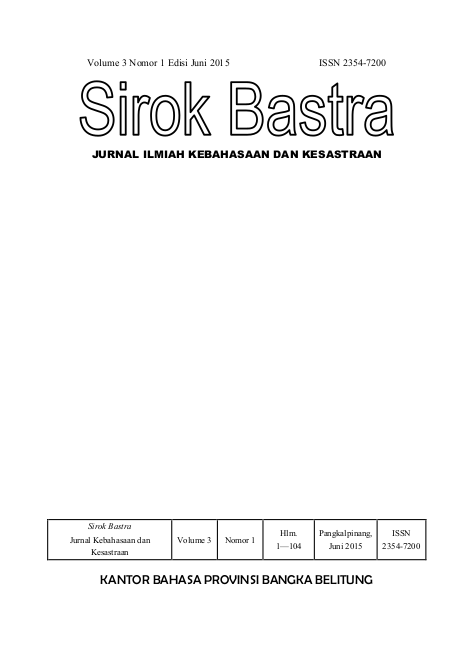 Volume 3 Nomor 1 Edisi Juni 2015 ISSN 2354-7200
Sirok Bastra
JURNAL ILMIAH KEBAHASAAN DAN KESASTRAAN
Sirok Bastra
Jurnal Kebahasaan dan
Kesastraan
Volume 3
Nomor 1
Hlm.
1—104
Pangkalpinang,
Juni 2015
ISSN
2354-7200
KANTOR BAHASA PROVINSI BANGKA BELITUNG